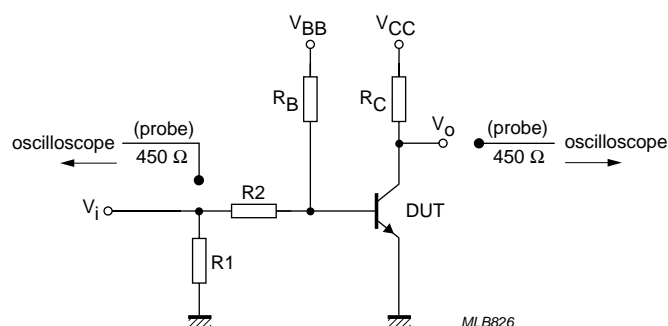 V_BB
V_CC
R_B
R_C
V_o
(probe)
450 Ω
oscilloscope
(probe)
450 Ω
oscilloscope
V_i
R2
DUT
R1
MLB826